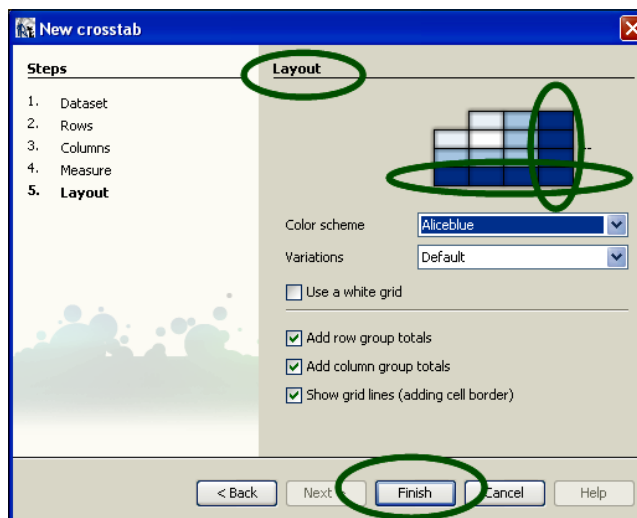 New crosstab
Steps
1. Dataset
2. Rows
3. Columns
4. Measure
5. Layout
Layout
Color scheme Aliceblue
Variations Default
Use a white grid
Add row group totals
Add column group totals
Show grid lines (adding cell border)
< Back Next > Finish Cancel Help